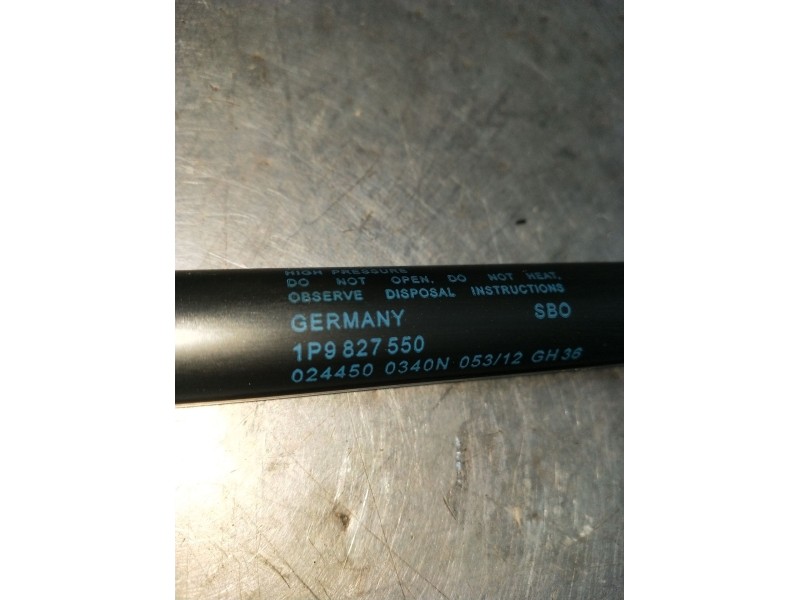 HIGH PRESSURE
DO NOT OPEN, DO NOT HEAT,
OBSERVE DISPOSAL INSTRUCTIONS
GERMANY SBO
1P9 827 550
024450 0340N 053/12 GH36